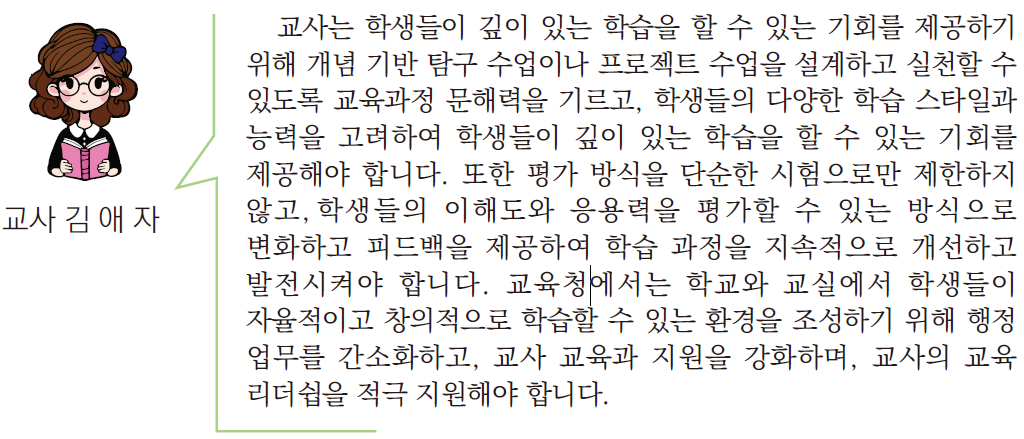 교사는 학생들이 깊이 있는 학습을 할 수 있는 기회를 제공하기
위해 개념 기반 탐구 수업이나 프로젝트 수업을 설계하고 실천할 수
있도록 교육과정 문해력을 기르고, 학생들의 다양한 학습 스타일과
능력을 고려하여 학생들이 깊이 있는 학습을 할 수 있는 기회를
제공해야 합니다. 또한 평가 방식을 단순한 시험으로만 제한하지
않고, 학생들의 이해도와 응용력을 평가할 수 있는 방식으로
변화하고 피드백을 제공하여 학습 과정을 지속적으로 개선하고
발전시켜야 합니다. 교육청에서는 학교와 교실에서 학생들이
자율적이고 창의적으로 학습할 수 있는 환경을 조성하기 위해 행정
업무를 간소화하고, 교사 교육과 지원을 강화하며, 교사의 교육
리더쉽을 적극 지원해야 합니다.
교사 김 애 자